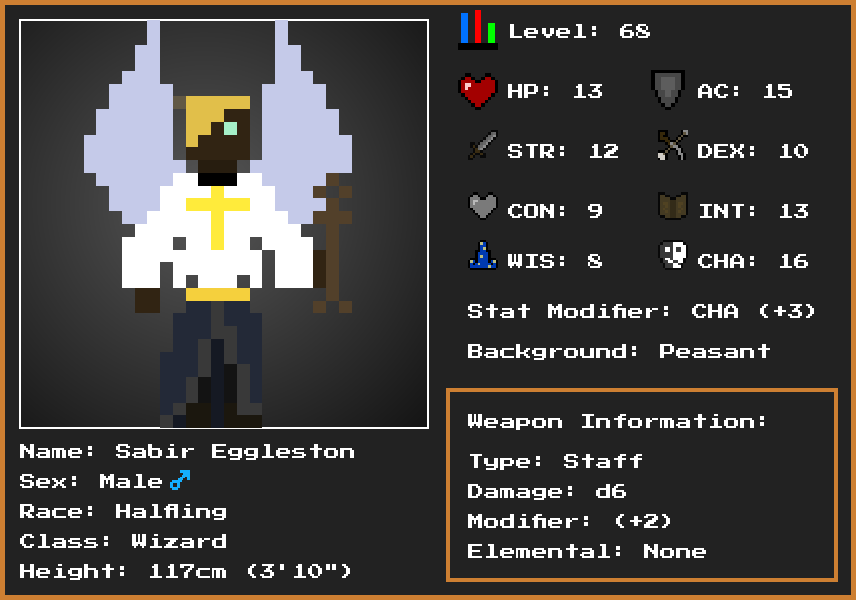 Level: 68
HP: 13
AC: 15
STR: 12
DEX: 10
CON: 9
INT: 13
WIS: 8
CHA: 16
Stat Modifier: CHA (+3)
Background: Peasant
Weapon Information:
Type: Staff
Damage: d6
Modifier: (+2)
Elemental: None
Name: Sabir Eggleston
Sex: Male♂
Race: Halfling
Class: Wizard
Height: 117cm (3'10")